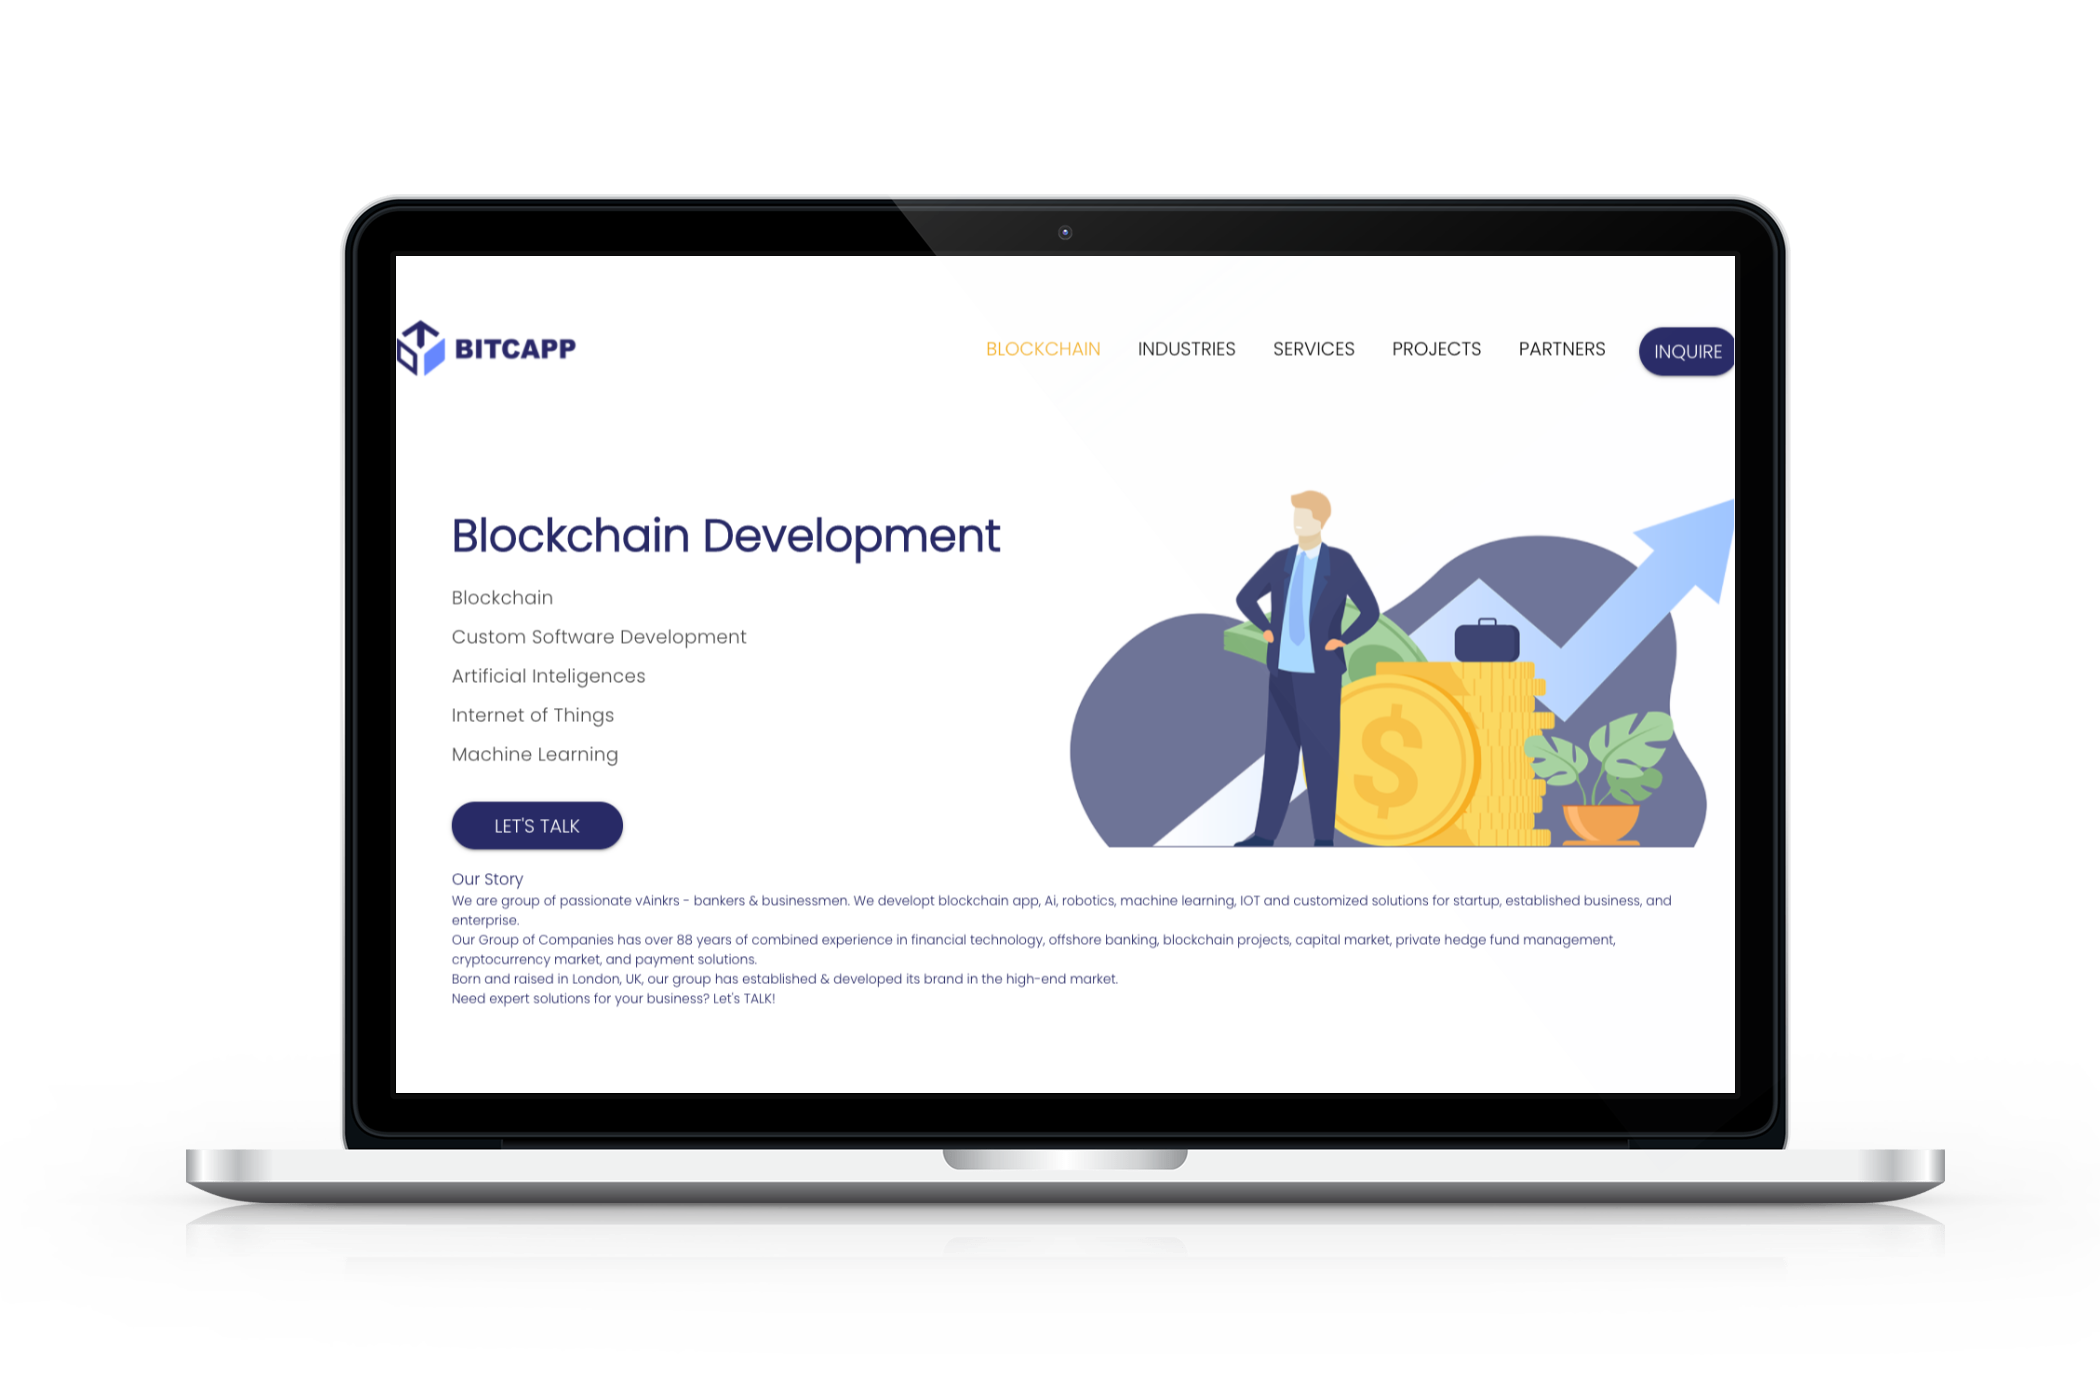 BITCAPP
BLOCKCHAIN INDUSTRIES SERVICES PROJECTS PARTNERS INQUIRE
Blockchain Development
Blockchain
Custom Software Development
Artificial Inteligences
Internet of Things
Machine Learning
$
LET'S TALK
Our Story
We are group of passionate vAinkrs - bankers & businessmen. We developt blockchain app, Ai, robotics, machine learning, IOT and customized solutions for startup, established business, and
enterprise.
Our Group of Companies has over 88 years of combined experience in financial technology, offshore banking, blockchain projects, capital market, private hedge fund management,
cryptocurrency market, and payment solutions.
Born and raised in London, UK, our group has established & developed its brand in the high-end market.
Need expert solutions for your business? Let's TALK!